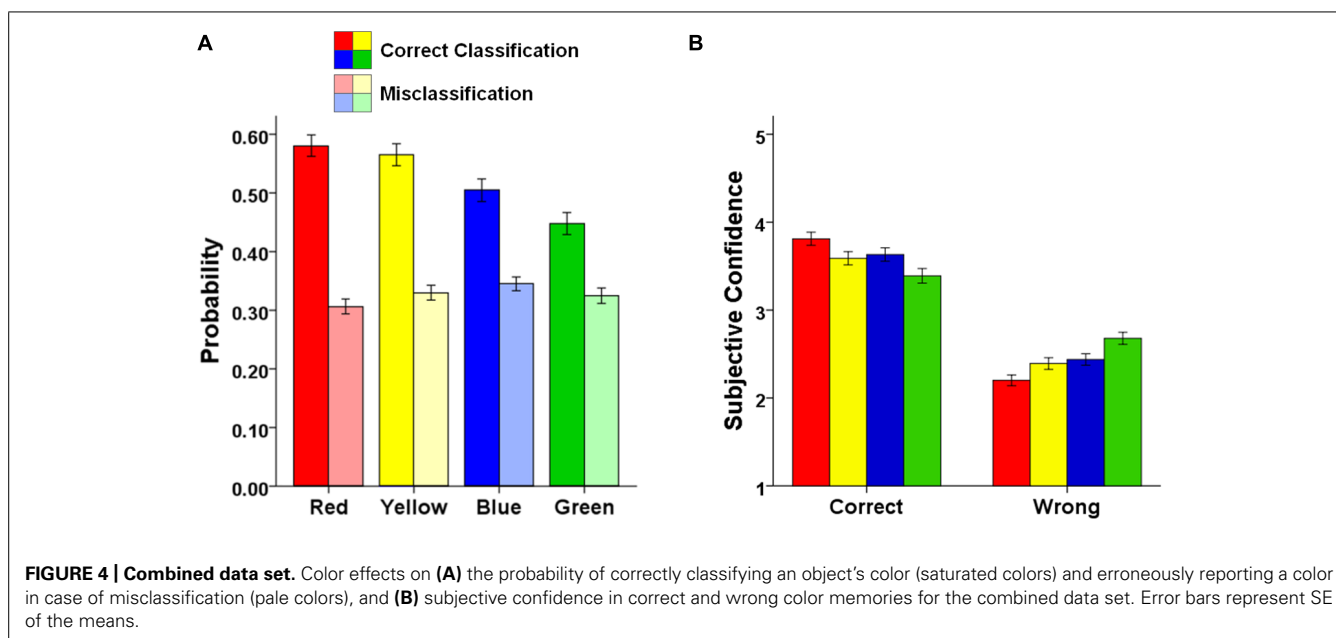 A
Correct Classification
Misclassification
Probability
0.60
0.50
0.40
0.30
0.20
0.10
0.00
Red Yellow Blue Green
B
Subjective Confidence
5
4
3
2
1
Correct Wrong
FIGURE 4 | Combined data set. Color effects on (A) the probability of correctly classifying an object's color (saturated colors) and erroneously reporting a color
in case of misclassification (pale colors), and (B) subjective confidence in correct and wrong color memories for the combined data set. Error bars represent SE
of the means.